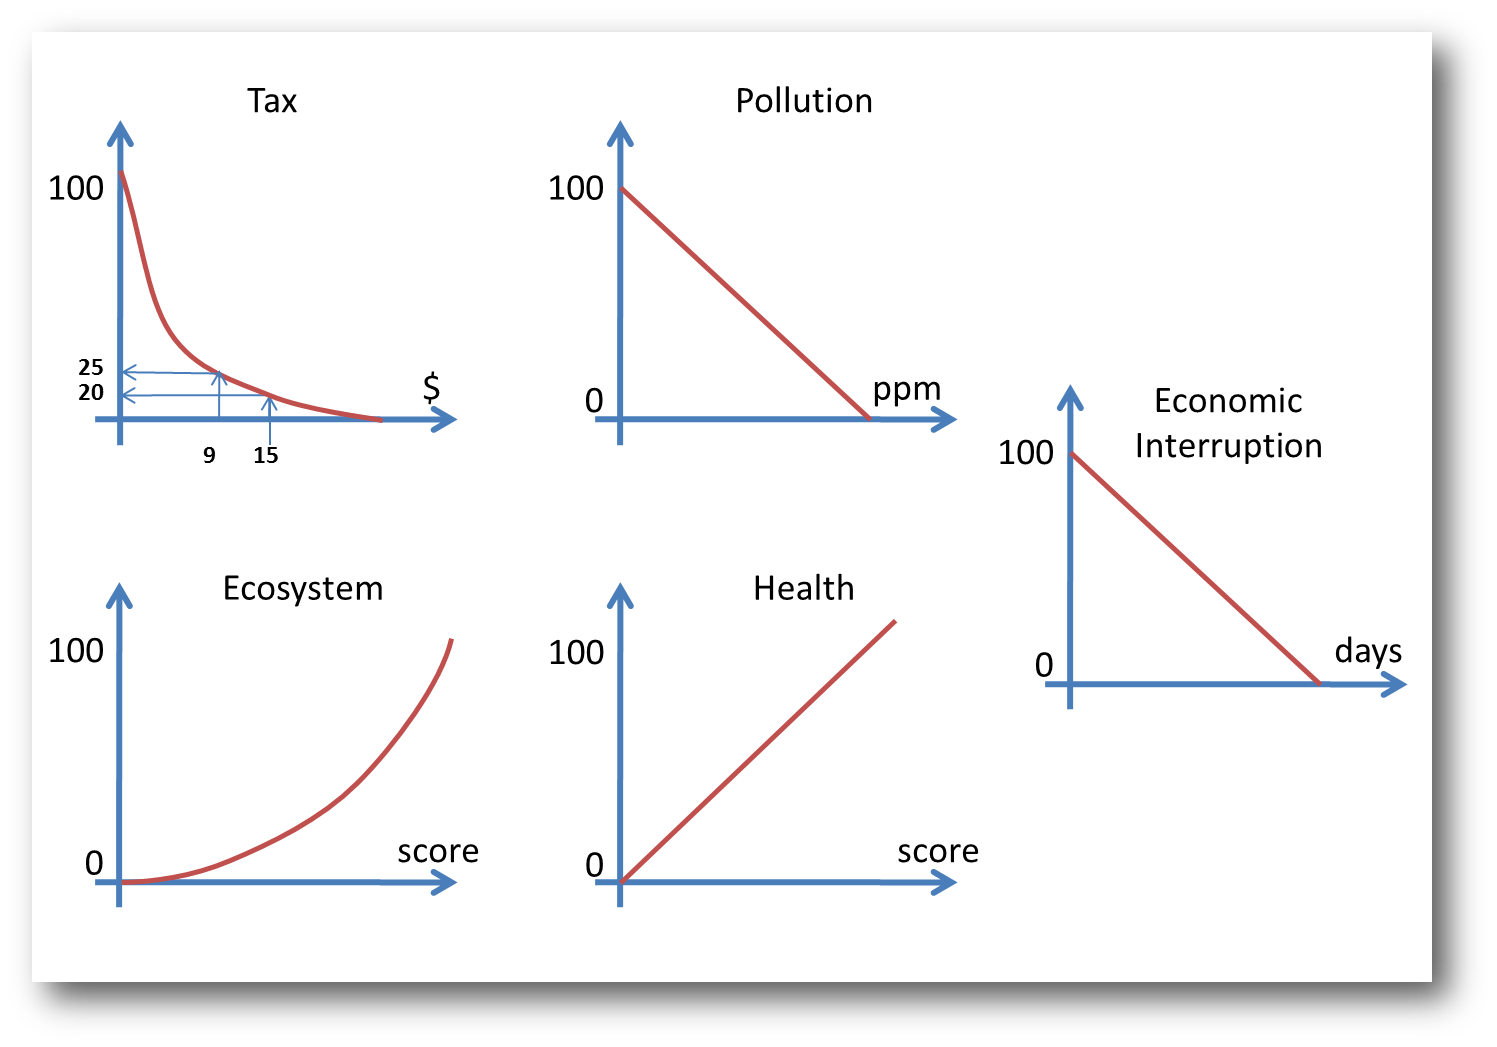 Tax
100
25
20
$
9
15
Pollution
100
0
ppm
Economic
Interruption
100
0
days
Ecosystem
100
0
score
Health
100
0
score